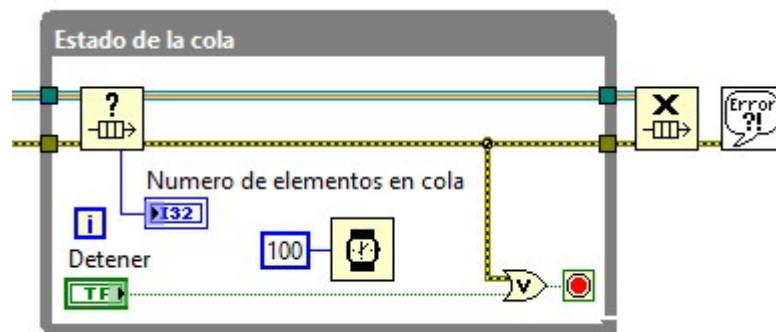 Estado de la cola
?
X
Error
?!
Numero de elementos en cola
I32
i
100
Detener
TF
V